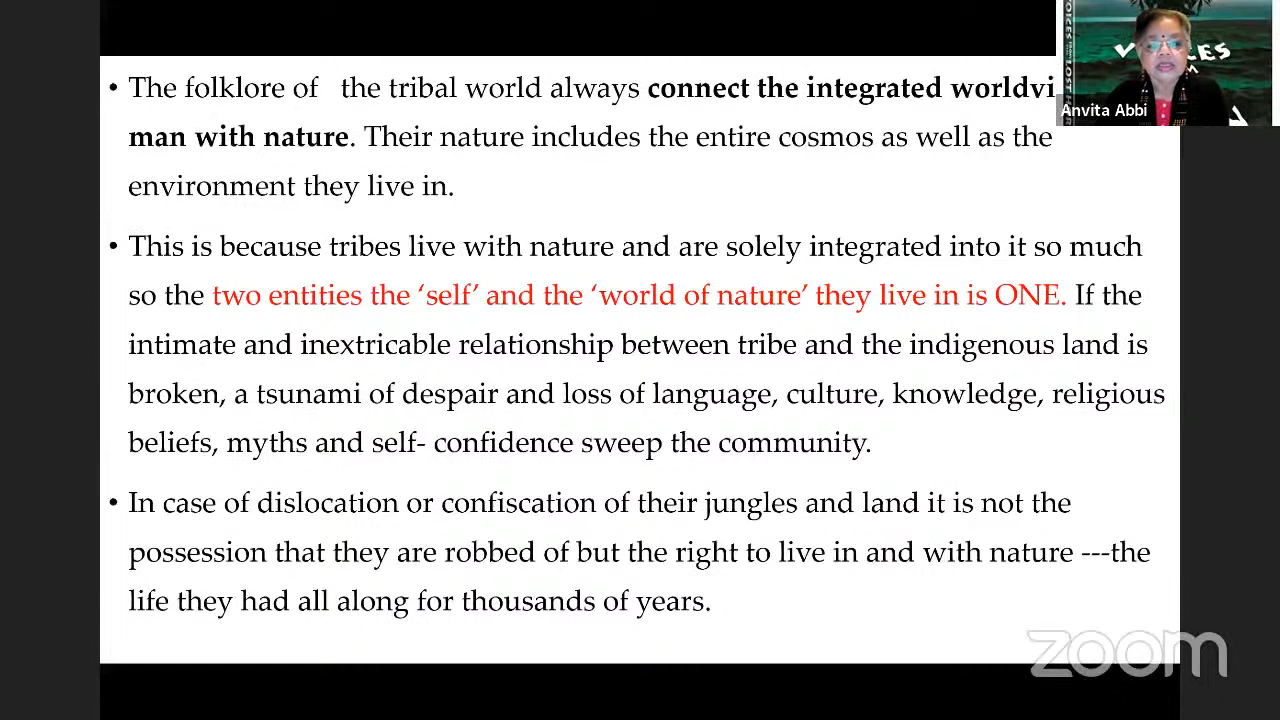 • The folklore of the tribal world always connect the integrated worldvi
man with nature. Their nature includes the entire cosmos as well as the
environment they live in.
• This is because tribes live with nature and are solely integrated into it so much
so the two entities the ‘self’ and the ‘world of nature’ they live in is ONE. If the
intimate and inextricable relationship between tribe and the indigenous land is
broken, a tsunami of despair and loss of language, culture, knowledge, religious
beliefs, myths and self- confidence sweep the community.
• In case of dislocation or confiscation of their jungles and land it is not the
possession that they are robbed of but the right to live in and with nature ---the
life they had all along for thousands of years.
Anvita Abbi
VOICES
LOST
zoom